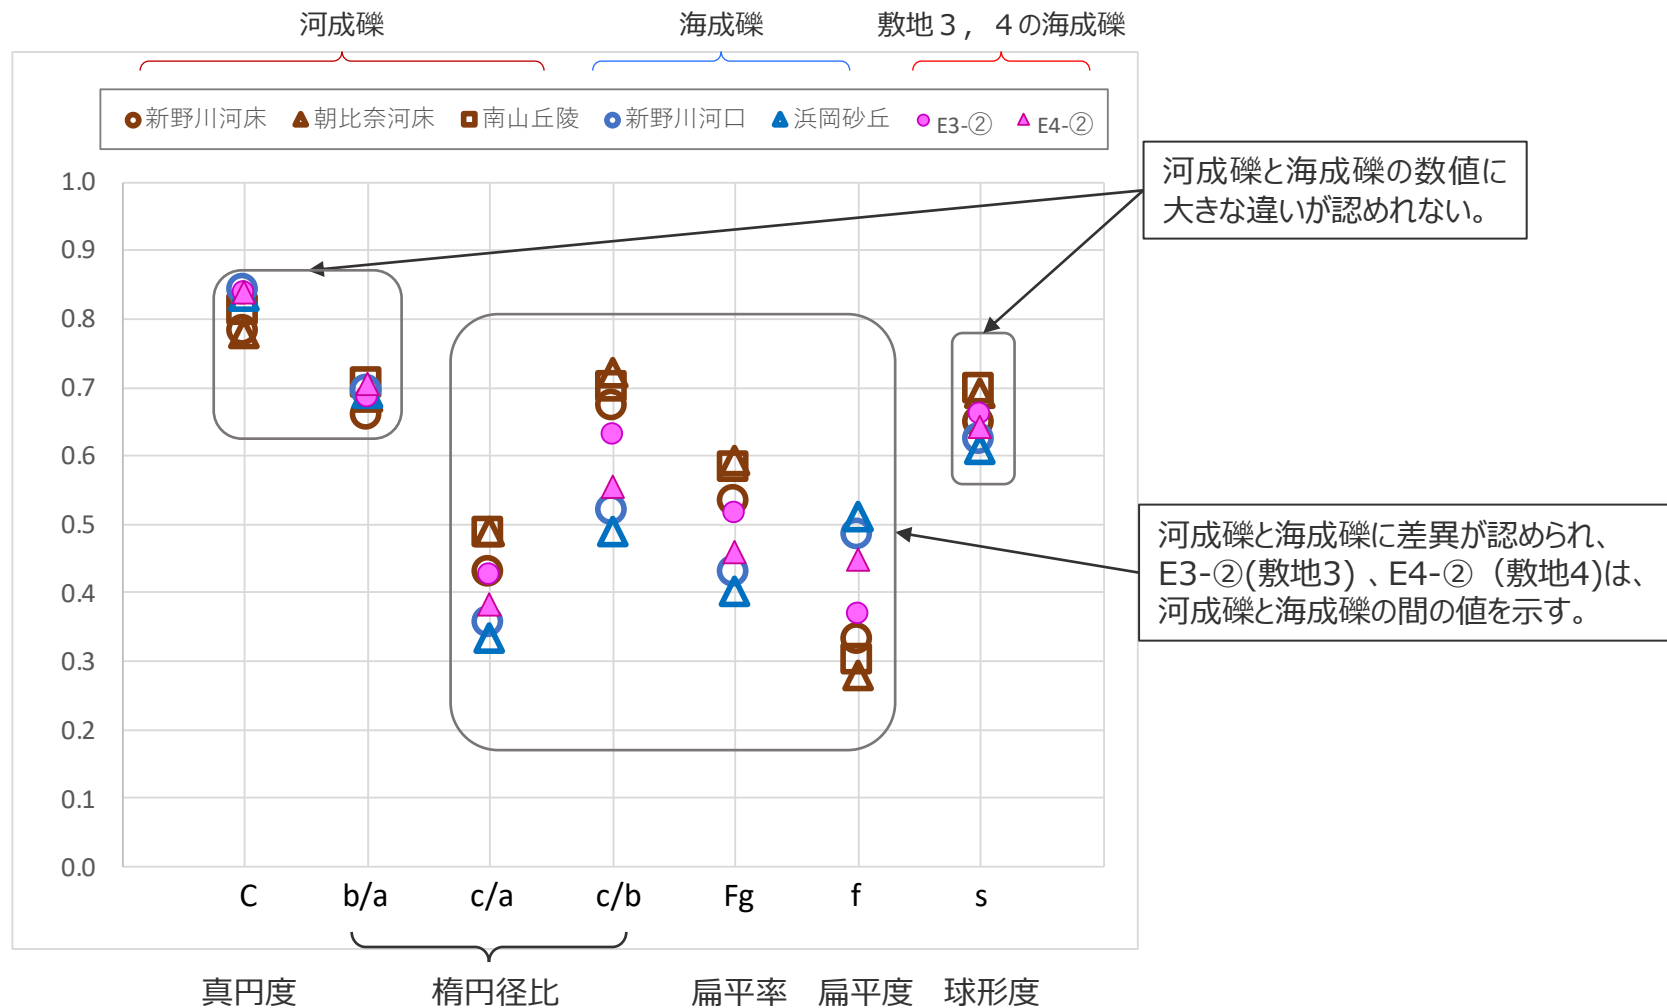 河成礫 海成礫 敷地3，4の海成礫
新野川河床 朝比奈河床 南山丘陵 新野川河口 浜岡砂丘 E3-② E4-②
河成礫と海成礫の数値に
大きな違いが認めれない。
1.0
0.9
0.8
0.7
0.6
0.5
0.4
0.3
0.2
0.1
0.0
河成礫と海成礫に差異が認められ、
E3-②(敷地3) 、E4-② （敷地4)は、
河成礫と海成礫の間の値を示す。
C b/a c/a c/b Fg f s
真円度 楕円径比 扁平率 扁平度 球形度